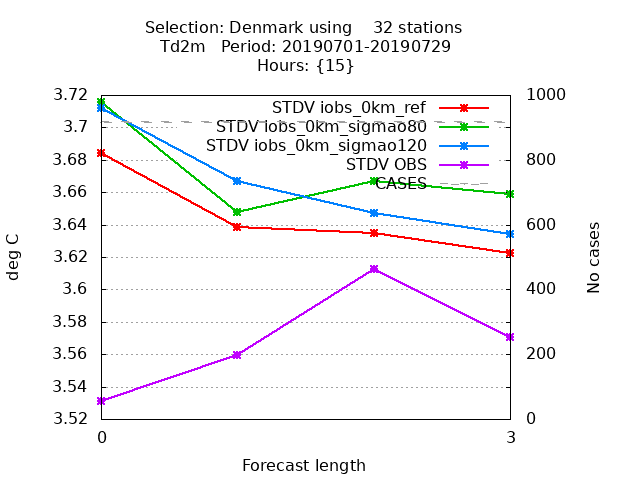 Selection: Denmark using    32 stations
Td2m   Period: 20190701-20190729
Hours: {15}
3.72
3.7
3.68
3.66
3.64
3.62
3.6
3.58
3.56
3.54
3.52
deg C
STDV iobs_0km_ref
STDV iobs_0km_sigmao80
STDV iobs_0km_sigmao120
STDV OBS
CASES
1000
800
600
400
200
0
No cases
0
3
Forecast length